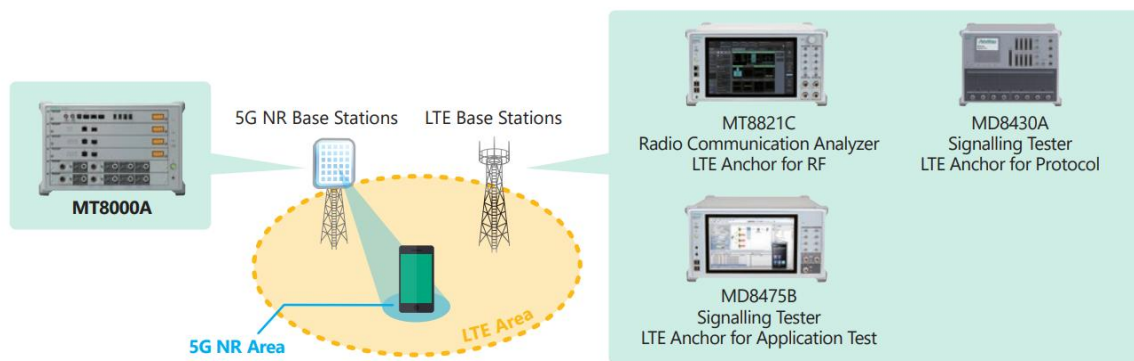 MT8000A
5G NR Base Stations
LTE Base Stations
5G NR Area
LTE Area
MT8821C
Radio Communication Analyzer
LTE Anchor for RF
MD8430A
Signalling Tester
LTE Anchor for Protocol
MD8475B
Signalling Tester
LTE Anchor for Application Test